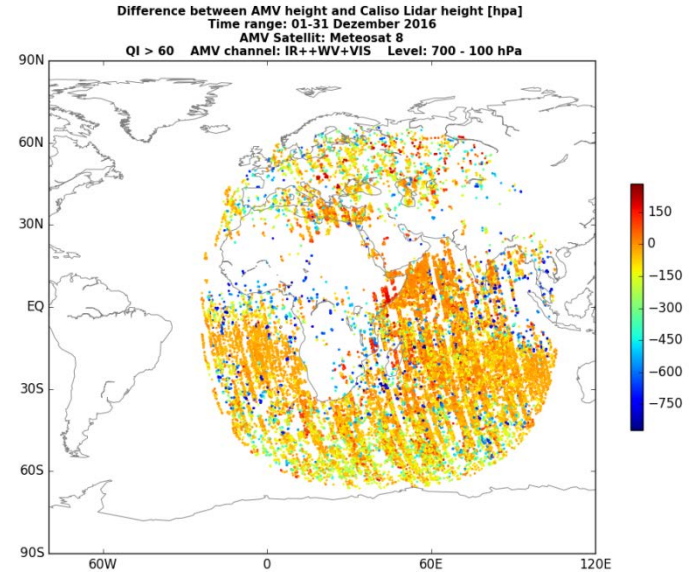 Difference between AMV height and Caliso Lidar height [hpa]
Time range: 01-31 Dezember 2016
AMV Satellit: Meteosat 8
QI > 60 AMV channel: IR++WV+VIS Level: 700 - 100 hPa
90N
60N
30N
EQ
30S
60S
90S
60W 0 60E 120E
150
0
−150
−300
−450
−600
−750